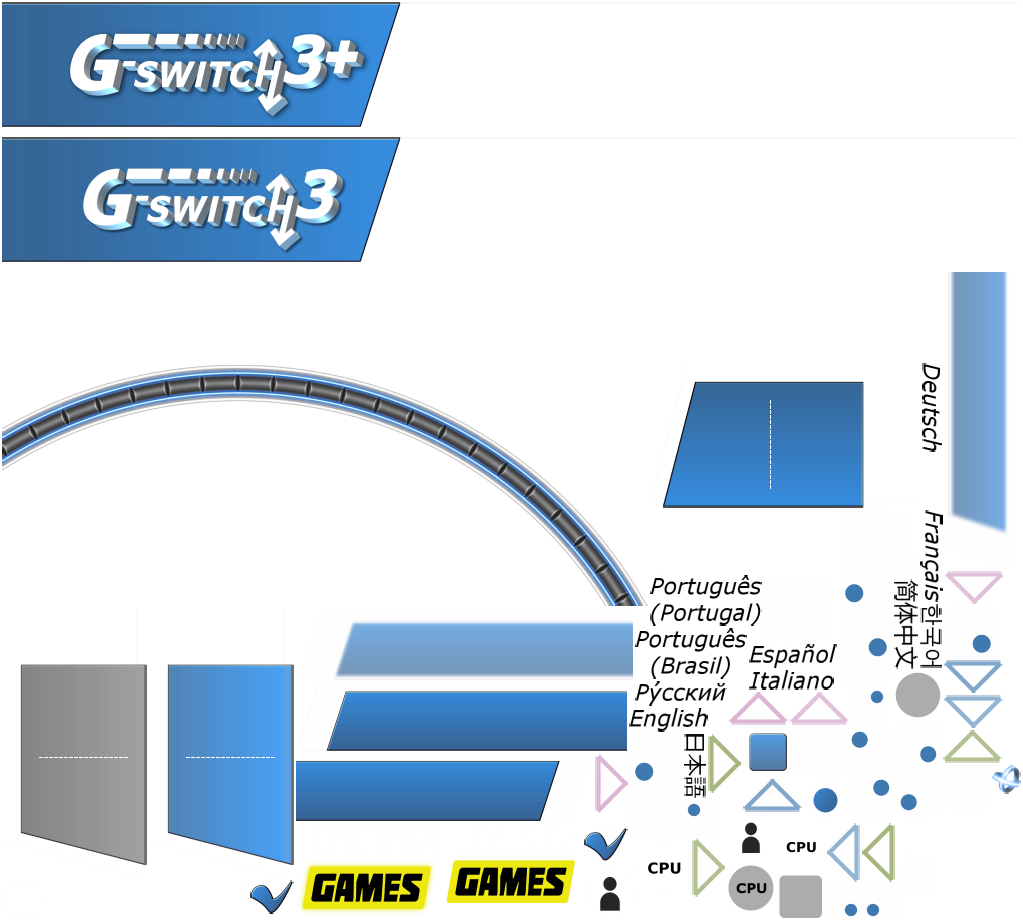 G-SWITCH 3+
G-SWITCH 3
Deutsch
Français
한국어
简体中文
Português
(Portugal)
Português
(Brasil)
Español
Italiano
Рýсский
English
日本語
CPU
CPU
CPU
GAMES
GAMES